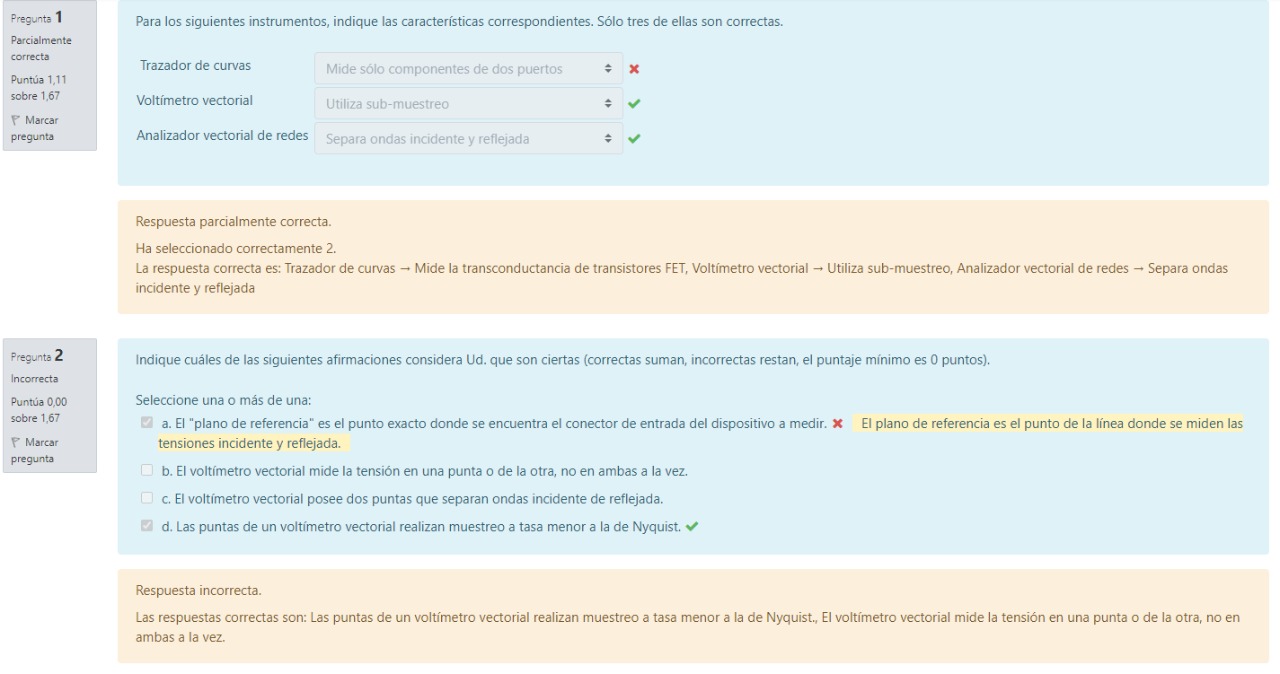 Pregunta 1
Parcialmente
correcta
Puntúa 1,11
sobre 1,67
Marcar
pregunta
Para los siguientes instrumentos, indique las características correspondientes. Sólo tres de ellas son correctas.
Trazador de curvas
Mide sólo componentes de dos puertos
Voltímetro vectorial
Utiliza sub-muestreo
Analizador vectorial de redes
Separa ondas incidente y reflejada
Respuesta parcialmente correcta.
Ha seleccionado correctamente 2.
La respuesta correcta es: Trazador de curvas → Mide la transconductancia de transistores FET, Voltímetro vectorial → Utiliza sub-muestreo, Analizador vectorial de redes → Separa ondas
incidente y reflejada
Pregunta 2
Incorrecta
Puntúa 0,00
sobre 1,67
Marcar
pregunta
Indique cuáles de las siguientes afirmaciones considera Ud. que son ciertas (correctas suman, incorrectas restan, el puntaje mínimo es 0 puntos).
Seleccione una o más de una:
a. El "plano de referencia" es el punto exacto donde se encuentra el conector de entrada del dispositivo a medir. El plano de referencia es el punto de la línea donde se miden las
tensiones incidente y reflejada.
b. El voltímetro vectorial mide la tensión en una punta o de la otra, no en ambas a la vez.
c. El voltímetro vectorial posee dos puntas que separan ondas incidente de reflejada.
d. Las puntas de un voltímetro vectorial realizan muestreo a tasa menor a la de Nyquist.
Respuesta incorrecta.
Las respuestas correctas son: Las puntas de un voltímetro vectorial realizan muestreo a tasa menor a la de Nyquist., El voltímetro vectorial mide la tensión en una punta o de la otra, no en
ambas a la vez.